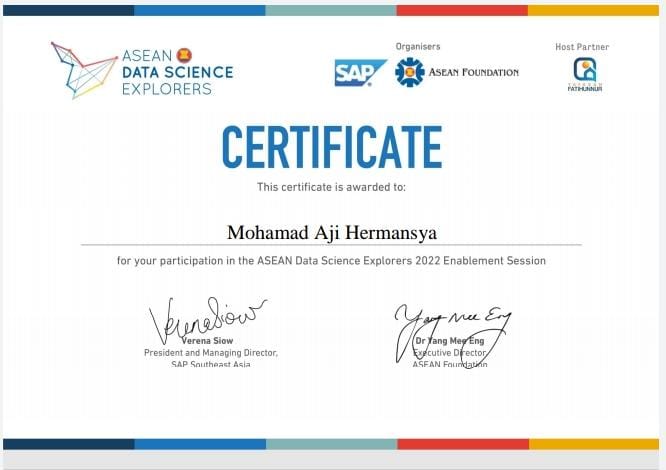 ASEAN
DATA SCIENCE
EXPLORERS
Organisers
SAP
ASEAN FOUNDATION
Host Partner
YAYASAN
FATIHUNNUR
CERTIFICATE
This certificate is awarded to:
Mohamad Aji Hermansya
for your participation in the ASEAN Data Science Explorers 2022 Enablement Session
Verena Siow
Verena Siow
President and Managing Director,
SAP Southeast Asia
Yang Mee Eng
Dr Yang Mee Eng
Executive Director,
ASEAN Foundation